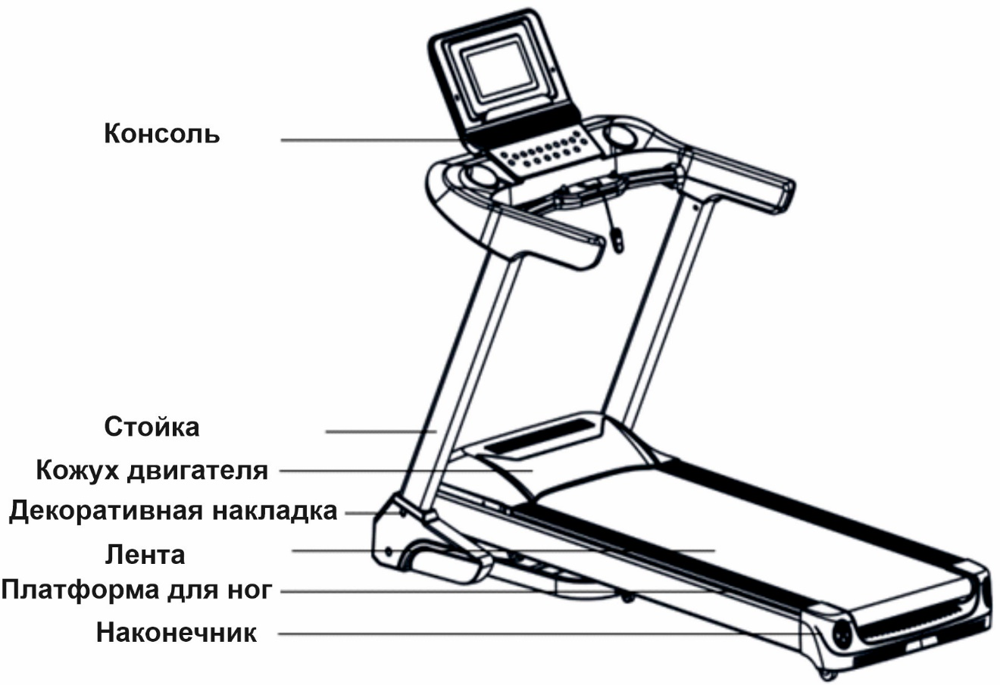 Консоль
Стойка
Кожух двигателя
Декоративная накладка
Лента
Платформа для ног
Наконечник